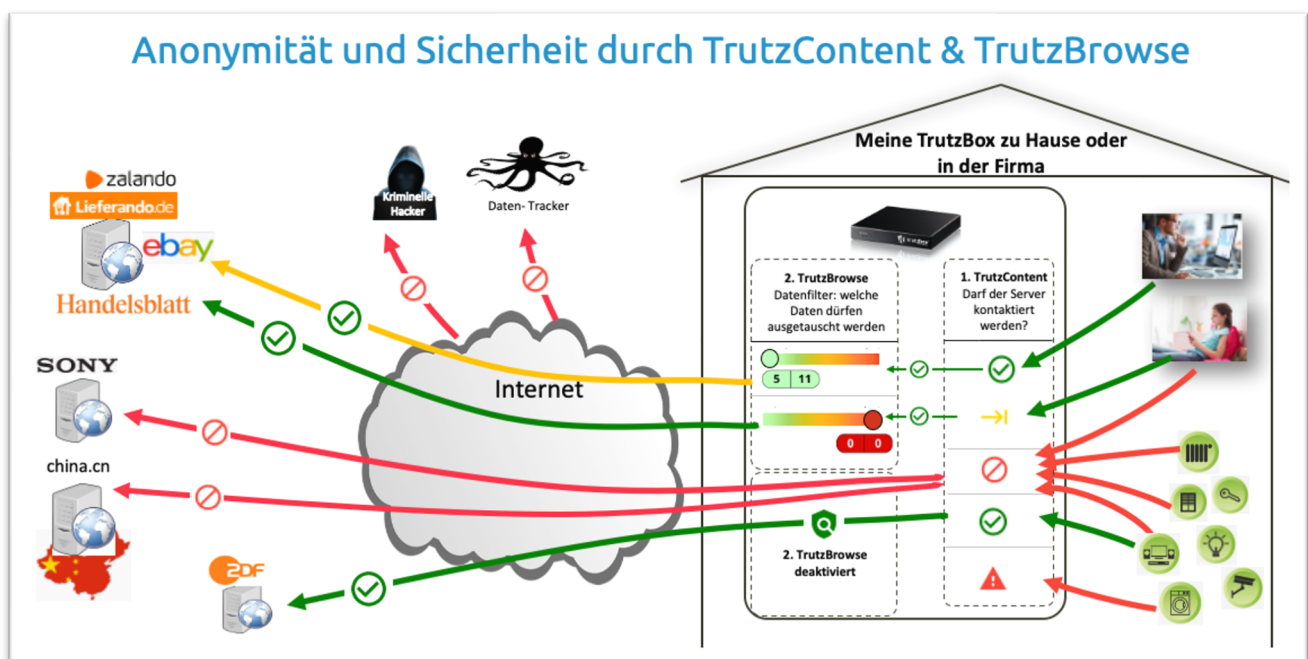 Anonymität und Sicherheit durch TrutzContent & TrutzBrowse
Meine TrutzBox zu Hause oder
in der Firma
zalando
Lieferando.de
ebay
Handelsblatt
Kriminelle
Hacker
Daten- Tracker
SONY
china.cn
ZDF
Internet
2. TrutzBrowse
Datenfilter: welche
Daten dürfen
ausgetauscht werden
5 11
0 0
2. TrutzBrowse
deaktiviert
1. TrutzContent
Darf der Server
kontaktiert
werden?